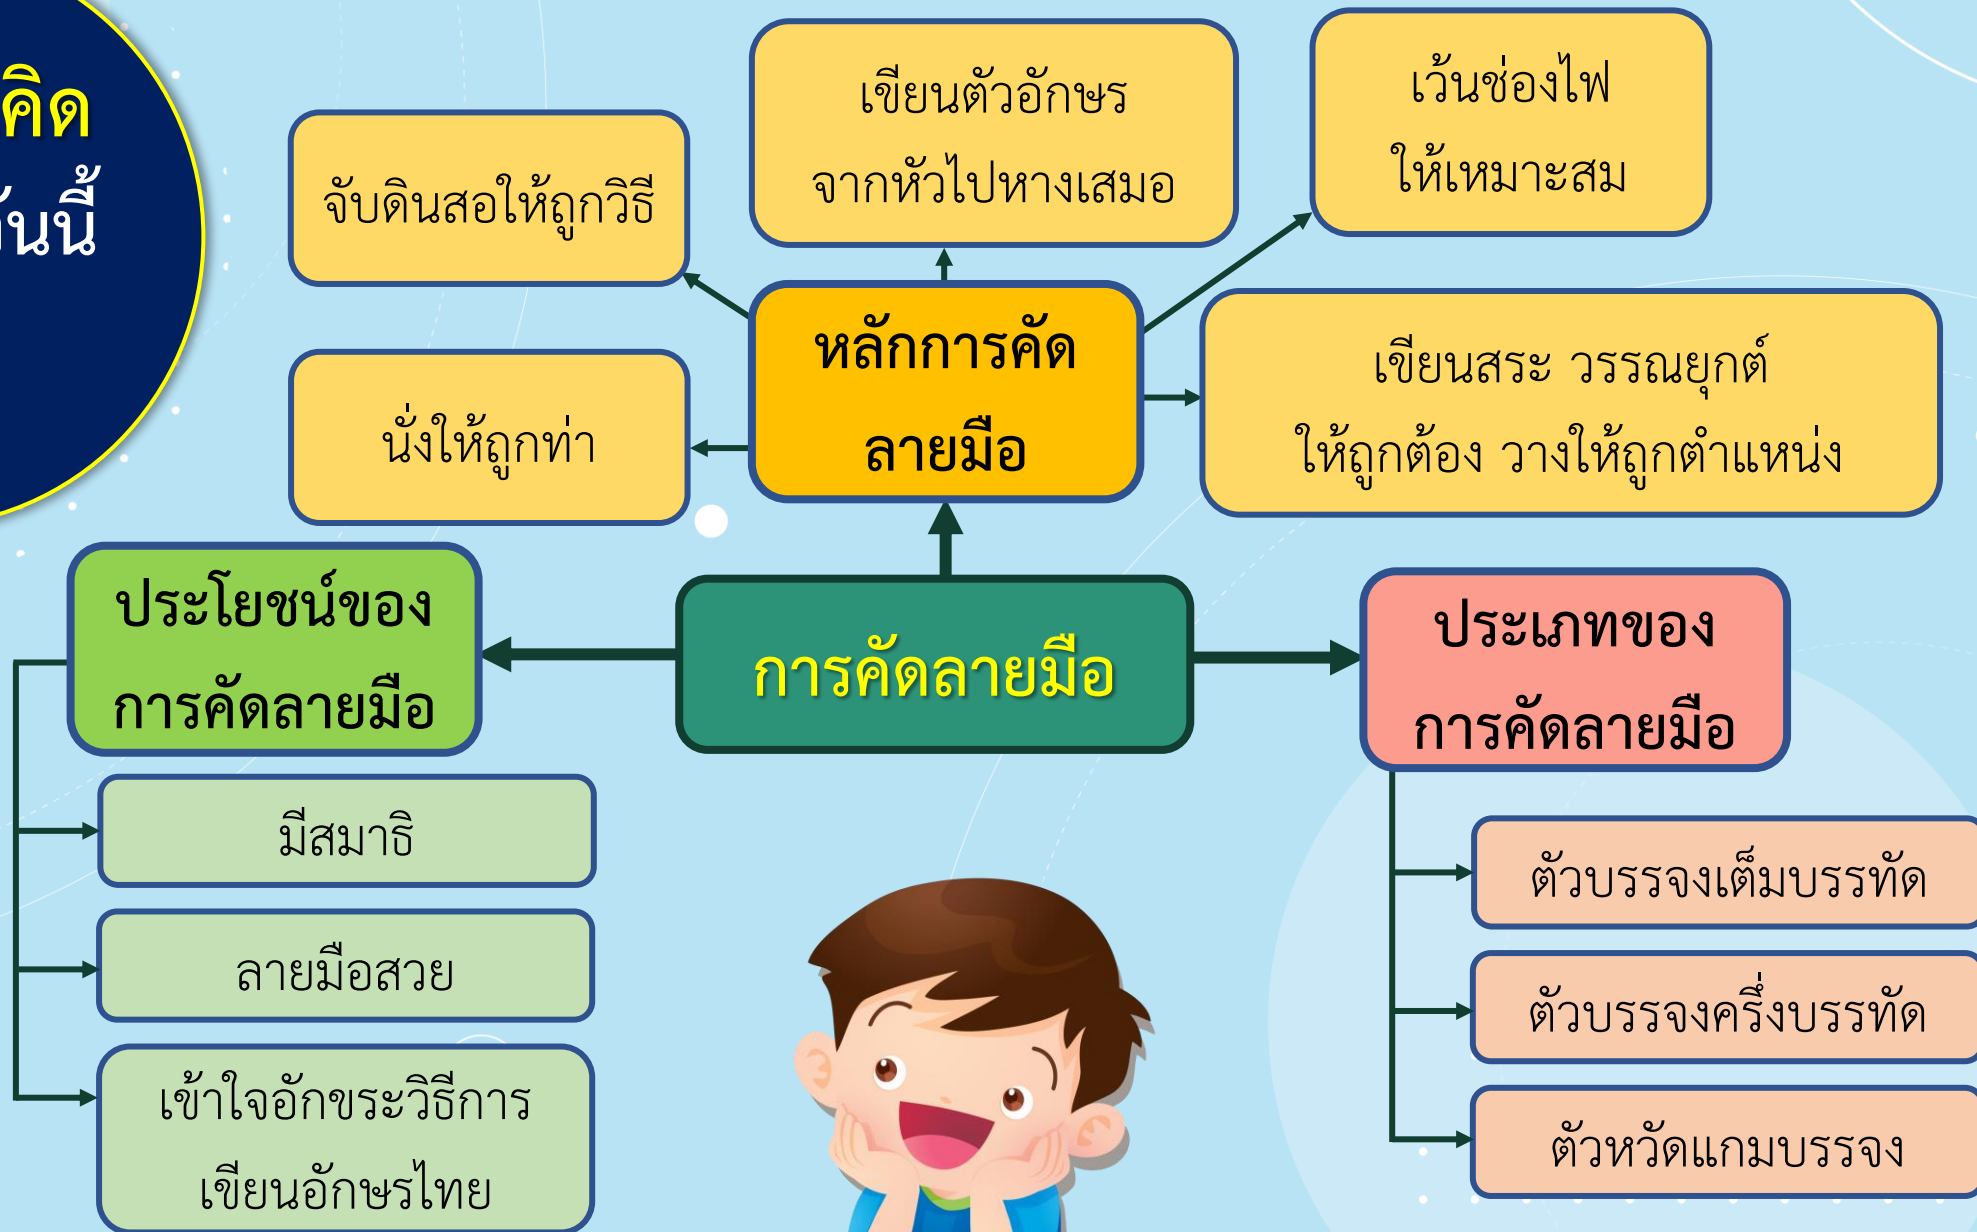 คิด
วันนี้
เขียนตัวอักษร
จากหัวไปหางเสมอ
เว้นช่องไฟ
ให้เหมาะสม
จับดินสอให้ถูกวิธี
หลักการคัด
ลายมือ
เขียนสระ วรรณยุกต์
ให้ถูกต้อง วางให้ถูกตำแหน่ง
นั่งให้ถูกท่า
ประโยชน์ของ
การคัดลายมือ
การคัดลายมือ
ประเภทของ
การคัดลายมือ
มีสมาธิ
ลายมือสวย
เข้าใจอักขระวิธีการ
เขียนอักษรไทย
ตัวบรรจงเต็มบรรทัด
ตัวบรรจงครึ่งบรรทัด
ตัวหวัดแกมบรรจง